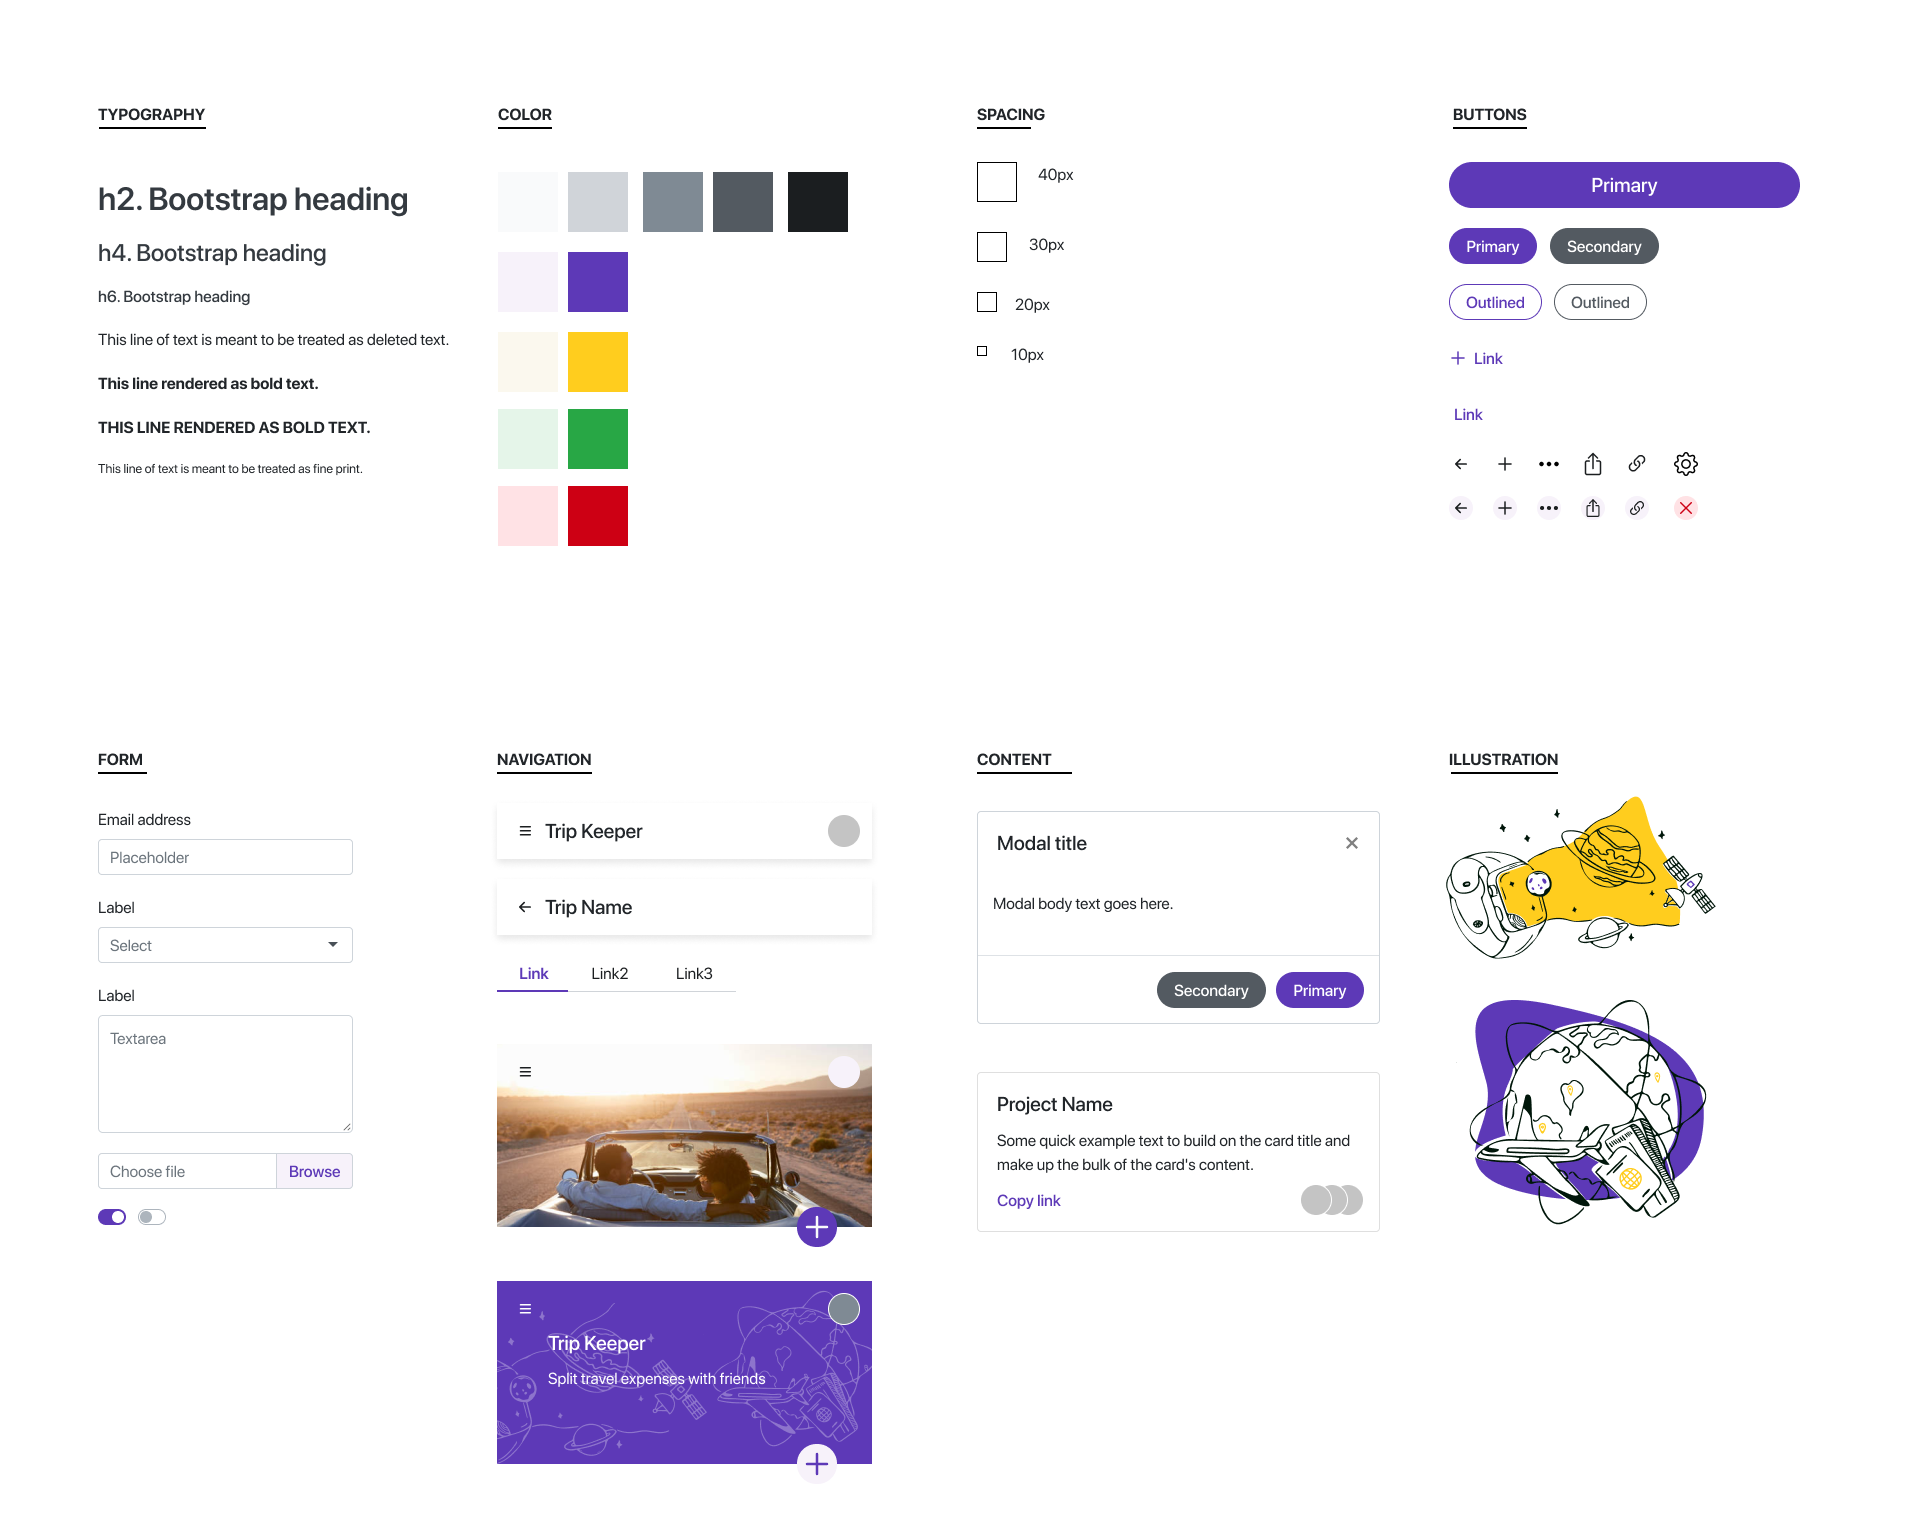 TYPOGRAPHY
h2. Bootstrap heading
h4. Bootstrap heading
h6. Bootstrap heading
This line of text is meant to be treated as deleted text.
This line rendered as bold text.
THIS LINE RENDERED AS BOLD TEXT.
This line of text is meant to be treated as fine print.
COLOR
SPACING
40px
30px
20px
10px
BUTTONS
Primary
Primary Secondary
Outlined Outlined
Link
Link
FORM
Email address
Placeholder
Label
Select
Label
Textarea
Choose file Browse
NAVIGATION
Trip Keeper
Trip Name
Link Link2 Link3
Trip Keeper
Split travel expenses with friends
CONTENT
Modal title
Modal body text goes here.
Secondary Primary
Project Name
Some quick example text to build on the card title and
make up the bulk of the card's content.
Copy link
ILLUSTRATION